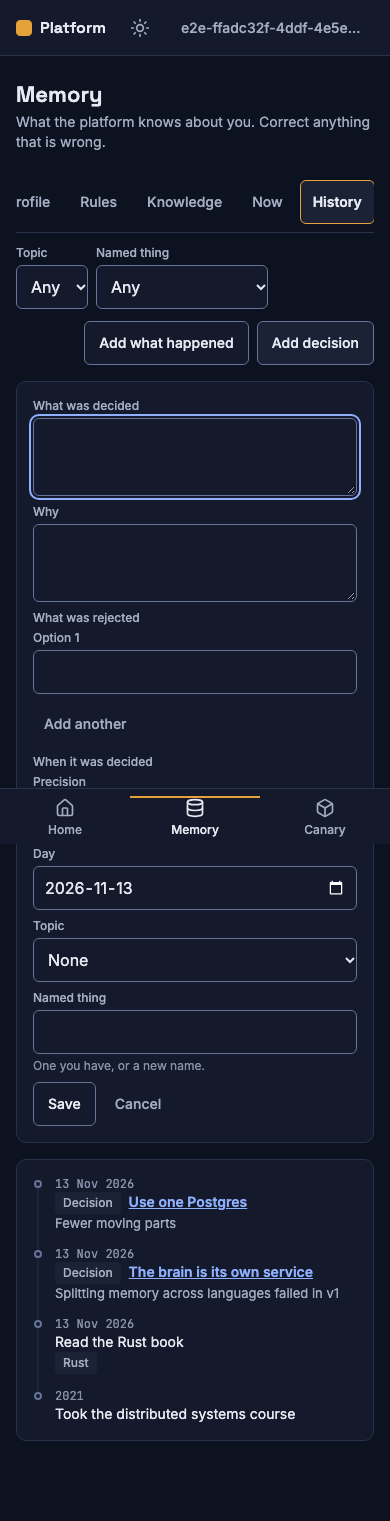 Platform
e2e-ffadc32f-4ddf-4e5e...
Memory
What the platform knows about you. Correct anything
that is wrong.
rofile Rules Knowledge Now History
Topic Named thing
Any Any
Add what happened Add decision
What was decided
Why
What was rejected
Option 1
Add another
When it was decided
Precision
Home Memory Canary
Day
2026-11-13
Topic
None
Named thing
One you have, or a new name.
Save Cancel
13 Nov 2026
Decision Use one Postgres
Fewer moving parts
13 Nov 2026
Decision The brain is its own service
Splitting memory across languages failed in v1
13 Nov 2026
Read the Rust book
Rust
2021
Took the distributed systems course